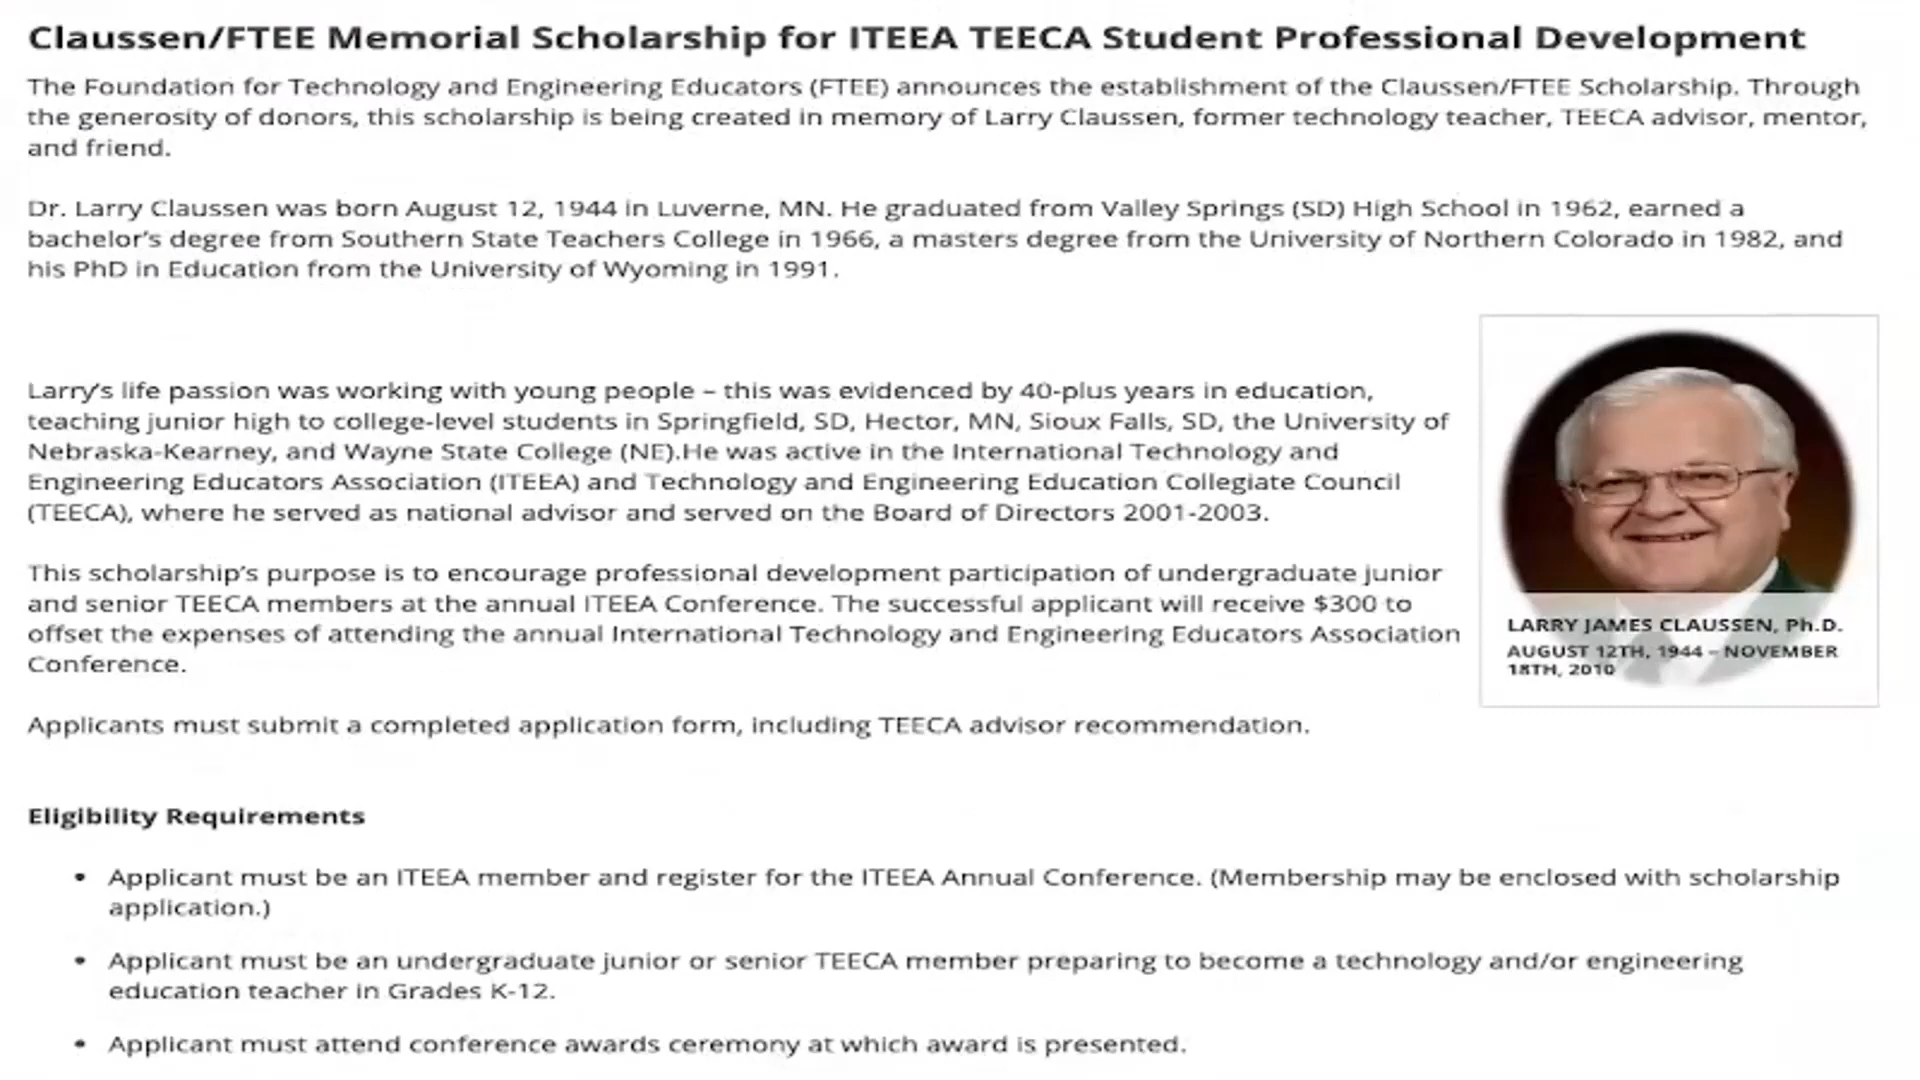 Claussen/FTEE Memorial Scholarship for ITEEA TEECA Student Professional Development
The Foundation for Technology and Engineering Educators (FTEE) announces the establishment of the Claussen/FTEE Scholarship. Through
the generosity of donors, this scholarship is being created in memory of Larry Claussen, former technology teacher, TEECA advisor, mentor,
and friend.
Dr. Larry Claussen was born August 12, 1944 in Luverne, MN. He graduated from Valley Springs (SD) High School in 1962, earned a
bachelor's degree from Southern State Teachers College in 1966, a masters degree from the University of Northern Colorado in 1982, and
his PhD in Education from the University of Wyoming in 1991.
Larry's life passion was working with young people – this was evidenced by 40-plus years in education,
teaching junior high to college-level students in Springfield, SD, Hector, MN, Sioux Falls, SD, the University of
Nebraska-Kearney, and Wayne State College (NE).He was active in the International Technology and
Engineering Educators Association (ITEEA) and Technology and Engineering Education Collegiate Council
(TEECA), where he served as national advisor and served on the Board of Directors 2001-2003.
This scholarship's purpose is to encourage professional development participation of undergraduate junior
and senior TEECA members at the annual ITEEA Conference. The successful applicant will receive $300 to
offset the expenses of attending the annual International Technology and Engineering Educators Association
Conference.
LARRY JAMES CLAUSSEN, Ph.D.
AUGUST 12TH, 1944 – NOVEMBER
18TH, 2010
Applicants must submit a completed application form, including TEECA advisor recommendation.
Eligibility Requirements
• Applicant must be an ITEEA member and register for the ITEEA Annual Conference. (Membership may be enclosed with scholarship
application.)
• Applicant must be an undergraduate junior or senior TEECA member preparing to become a technology and/or engineering
education teacher in Grades K-12.
• Applicant must attend conference awards ceremony at which award is presented.